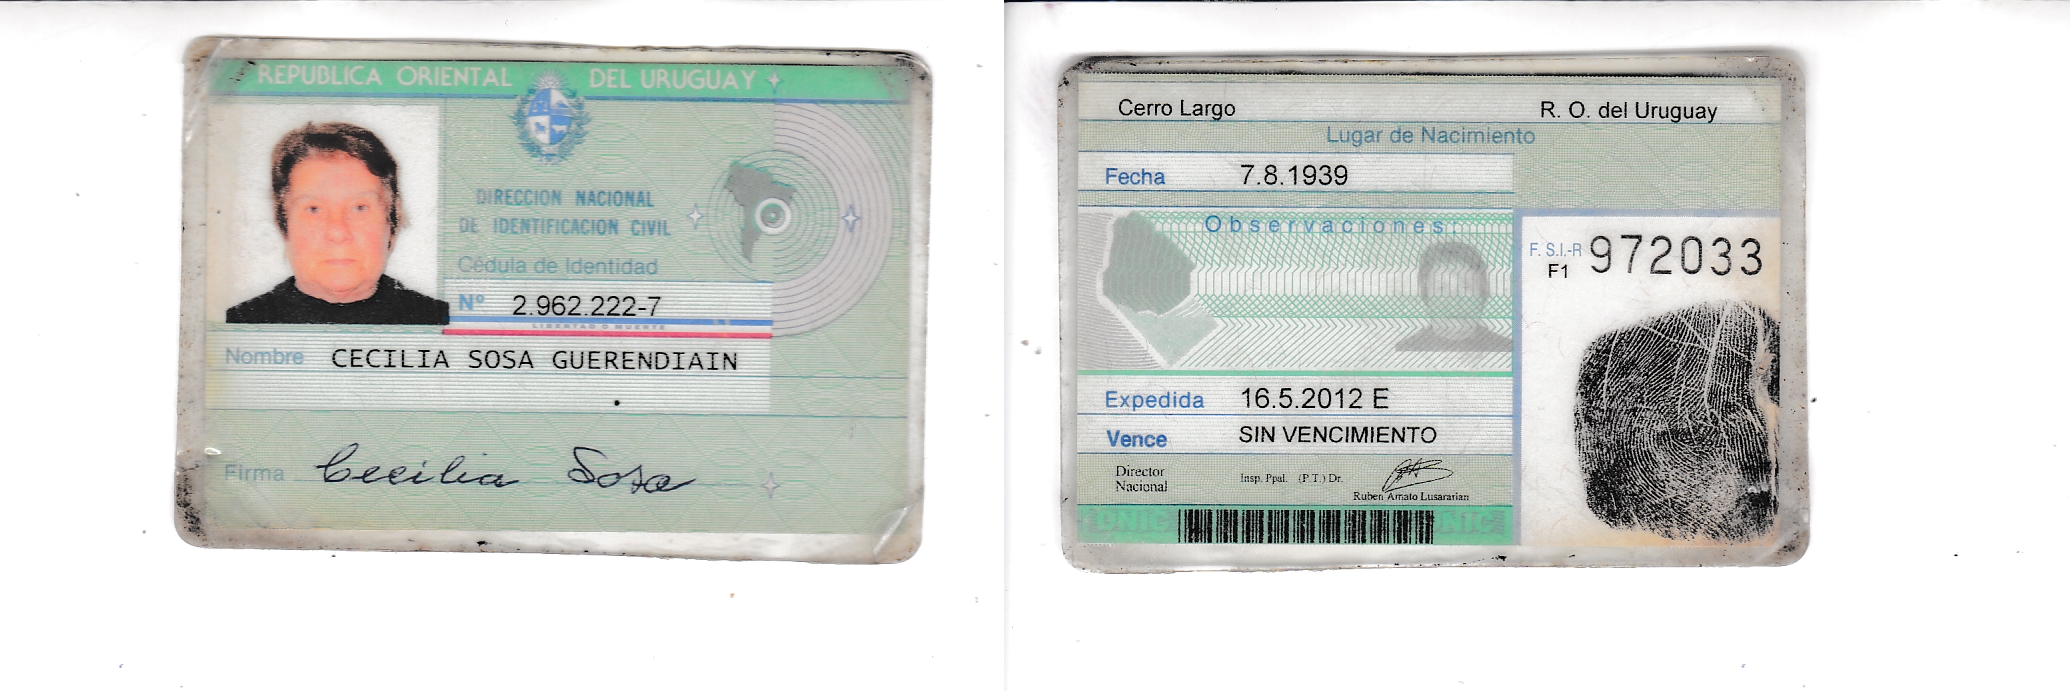 REPUBLICA ORIENTAL DEL URUGUAY
DIRECCION NACIONAL
DE IDENTIFICACION CIVIL
Cédula de Identidad
Nº 2.962.222-7
LIBERTAD O MUERTE
Nombre CECILIA SOSA GUERENDIAIN
Firma Cecilia Sosa
Cerro Largo R. O. del Uruguay
Lugar de Nacimiento
Fecha 7.8.1939
Observaciones
F. S.I.-R 972033
F1
Expedida 16.5.2012 E
Vence SIN VENCIMIENTO
Director
Nacional
Insp. Ppal. (P.T.) Dr.
Ruben Amato Lusararian